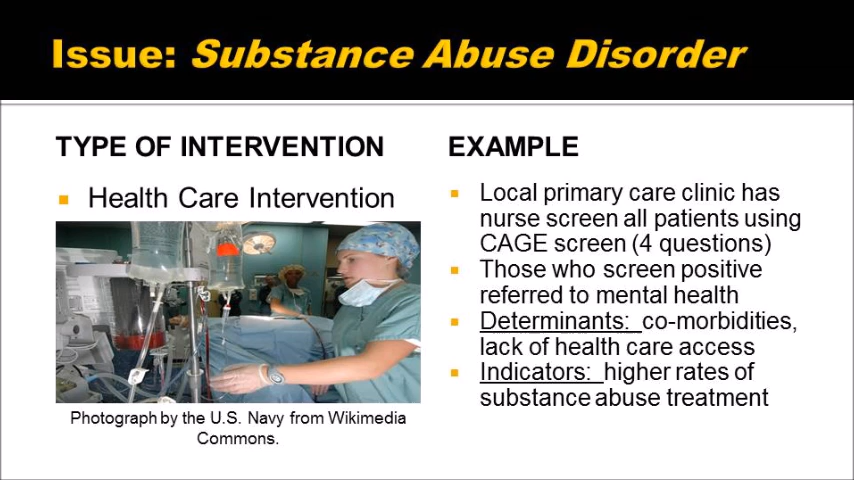 Issue: Substance Abuse Disorder
TYPE OF INTERVENTION
Health Care Intervention
Photograph by the U.S. Navy from Wikimedia
Commons.
EXAMPLE
Local primary care clinic has
nurse screen all patients using
CAGE screen (4 questions)
Those who screen positive
referred to mental health
Determinants: co-morbidities,
lack of health care access
Indicators: higher rates of
substance abuse treatment